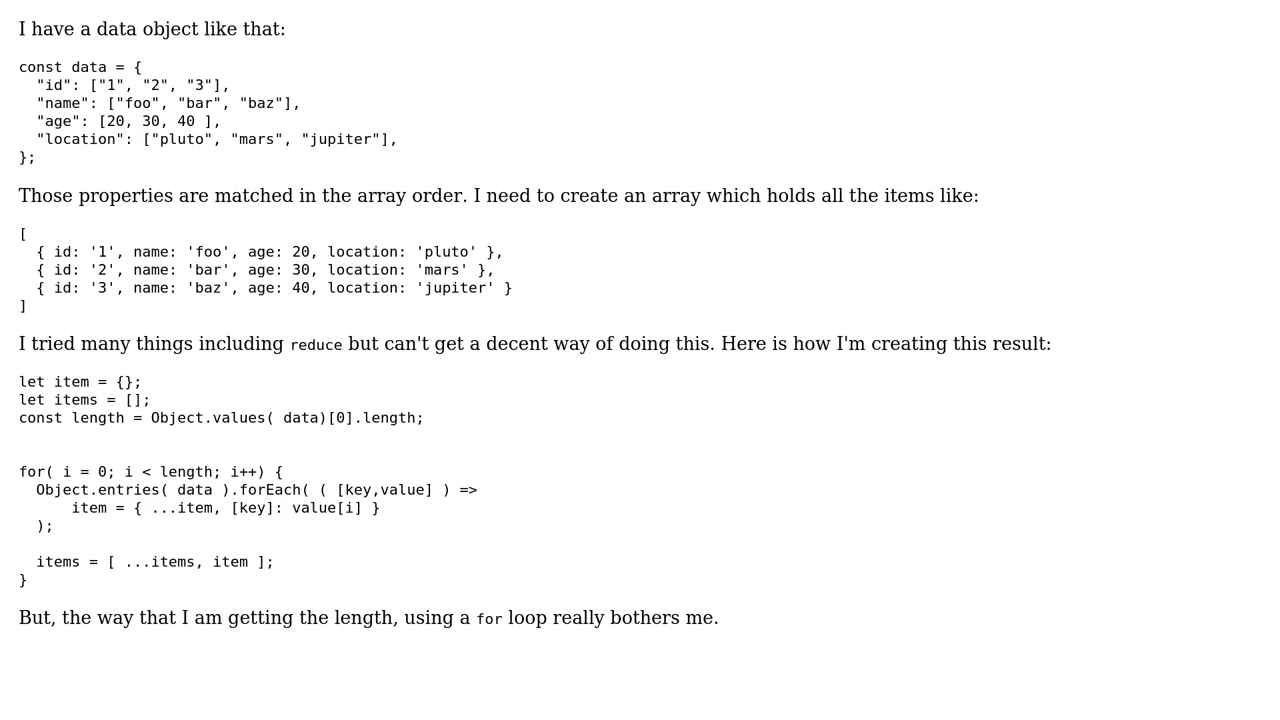 I have a data object like that:
const data = {
  "id": ["1", "2", "3"],
  "name": ["foo", "bar", "baz"],
  "age": [20, 30, 40 ],
  "location": ["pluto", "mars", "jupiter"],
};
Those properties are matched in the array order. I need to create an array which holds all the items like:
[
  { id: '1', name: 'foo', age: 20, location: 'pluto' },
  { id: '2', name: 'bar', age: 30, location: 'mars' },
  { id: '3', name: 'baz', age: 40, location: 'jupiter' }
]
I tried many things including reduce but can't get a decent way of doing this. Here is how I'm creating this result:
let item = {};
let items = [];
const length = Object.values( data)[0].length;
for( i = 0; i < length; i++) {
  Object.entries( data ).forEach( ( [key,value] ) =>
      item = { ...item, [key]: value[i] }
  );
  items = [ ...items, item ];
}
But, the way that I am getting the length, using a for loop really bothers me.